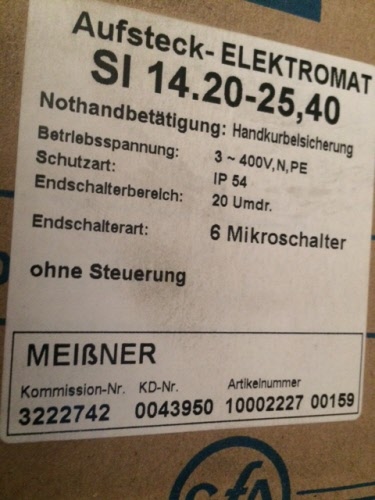 Aufsteck- ELEKTROMAT
SI 14.20-25,40
Nothandbetätigung: Handkurbelsicherung
Betriebsspannung: 3 ~ 400V,N,PE
Schutzart: IP 54
Endschalterbereich: 20 Umdr.
Endschalterart: 6 Mikroschalter
ohne Steuerung
MEIßNER
Kommission-Nr. KD-Nr. Artikelnummer
3222742 0043950 10002227 00159
GfA